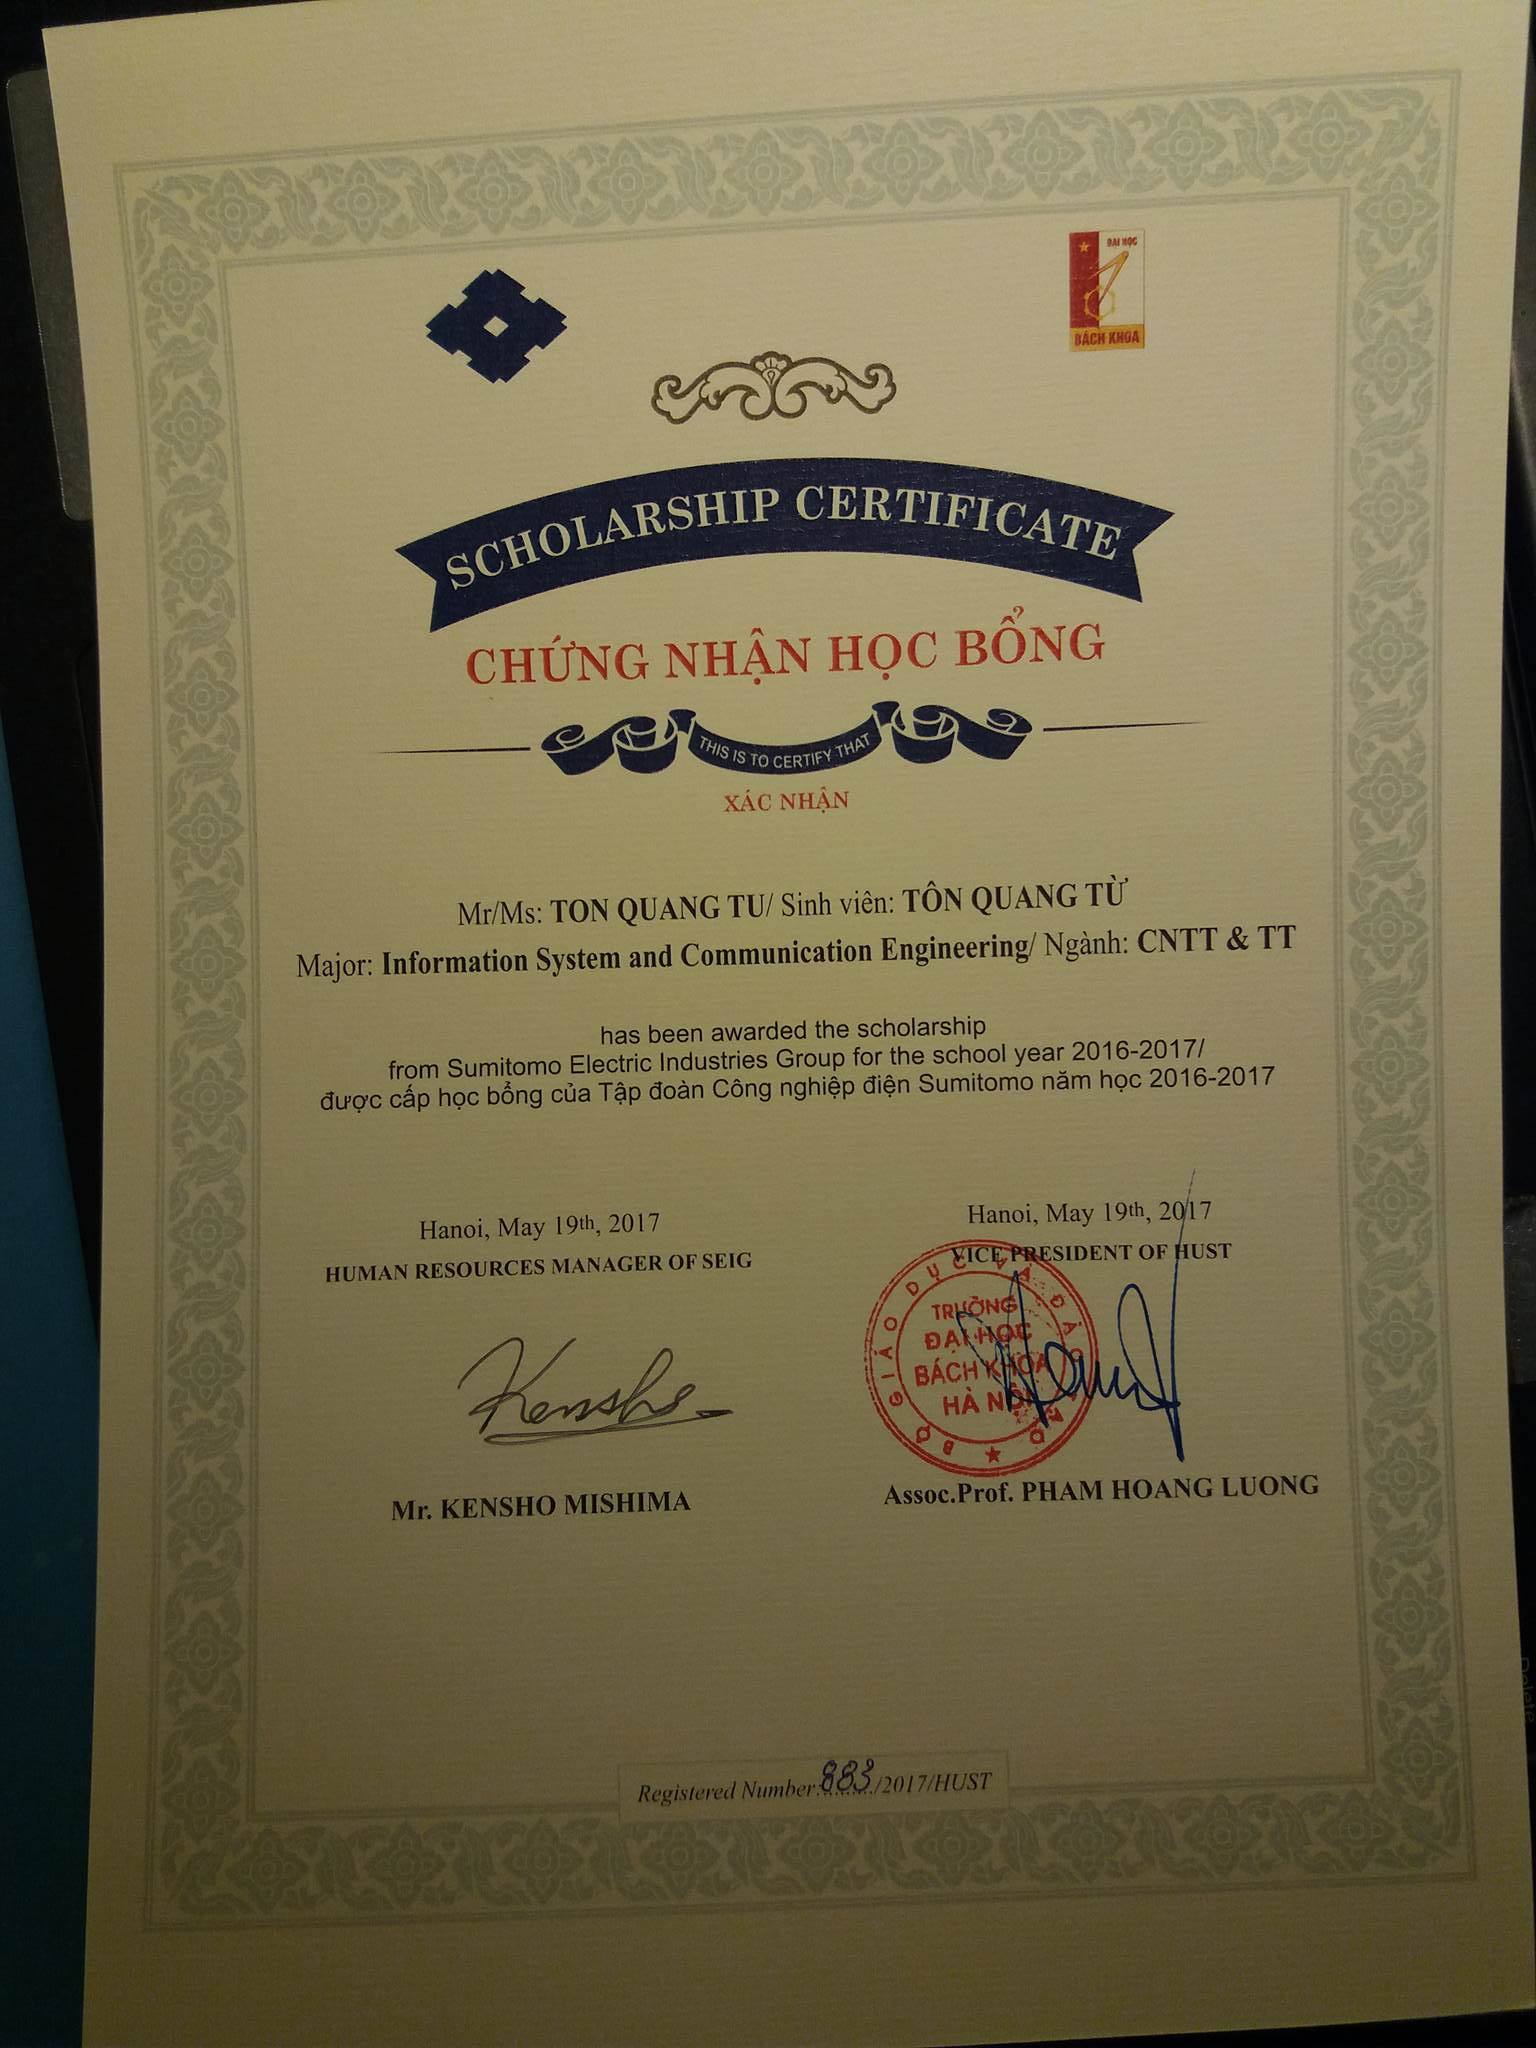 ĐẠI HỌC
BÁCH KHOA
SCHOLARSHIP CERTIFICATE
CHỨNG NHẬN HỌC BỔNG
THIS IS TO CERTIFY THAT
XÁC NHẬN
Mr/Ms: TON QUANG TU/ Sinh viên: TÔN QUANG TỪ
Major: Information System and Communication Engineering/ Ngành: CNTT & TT
has been awarded the scholarship
from Sumitomo Electric Industries Group for the school year 2016-2017/
được cấp học bổng của Tập đoàn Công nghiệp điện Sumitomo năm học 2016-2017
Hanoi, May 19th, 2017
HUMAN RESOURCES MANAGER OF SEIG
Kensho
Mr. KENSHO MISHIMA
Hanoi, May 19th, 2017
VICE PRESIDENT OF HUST
BỘ GIÁO DỤC VÀ ĐÀO TẠO
TRƯỜNG
ĐẠI HỌC
BÁCH KHOA
HÀ NỘI
Assoc.Prof. PHAM HOANG LUONG
Registered Number:883/2017/HUST